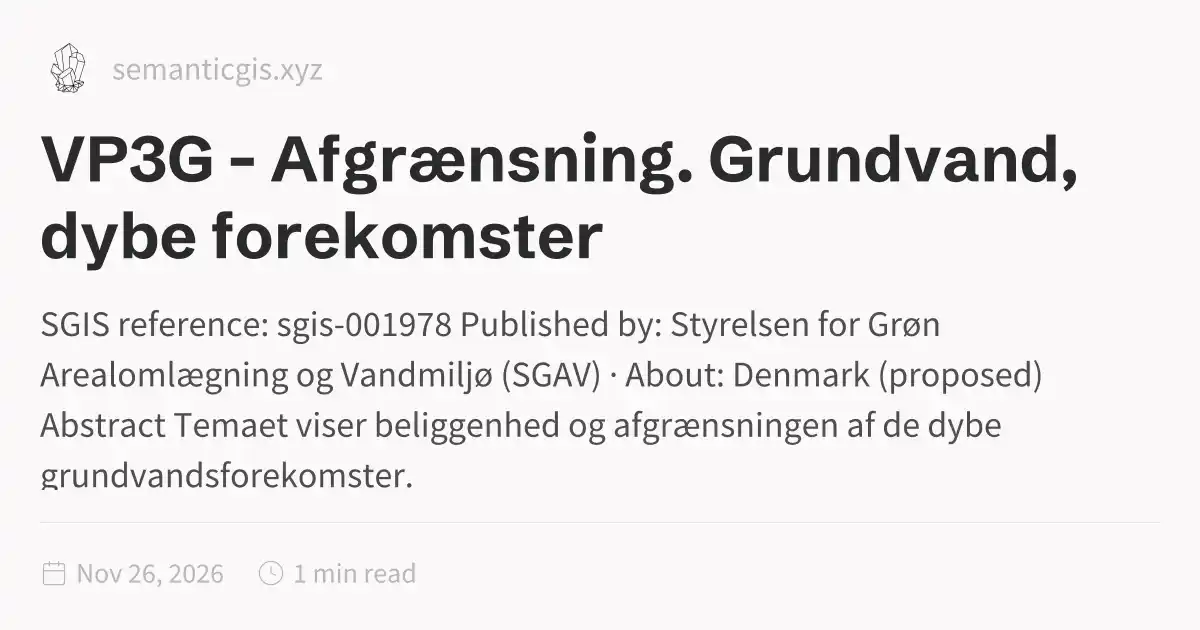 semanticgis.xyz
VP3G - Afgrænsning. Grundvand,
dybe forekomster
SGIS reference: sgis-001978 Published by: Styrelsen for Grøn
Arealomlægning og Vandmiljø (SGAV) · About: Denmark (proposed)
Abstract Temaet viser beliggenhed og afgrænsningen af de dybe
grundvandsforekomster.
Nov 26, 2026 1 min read